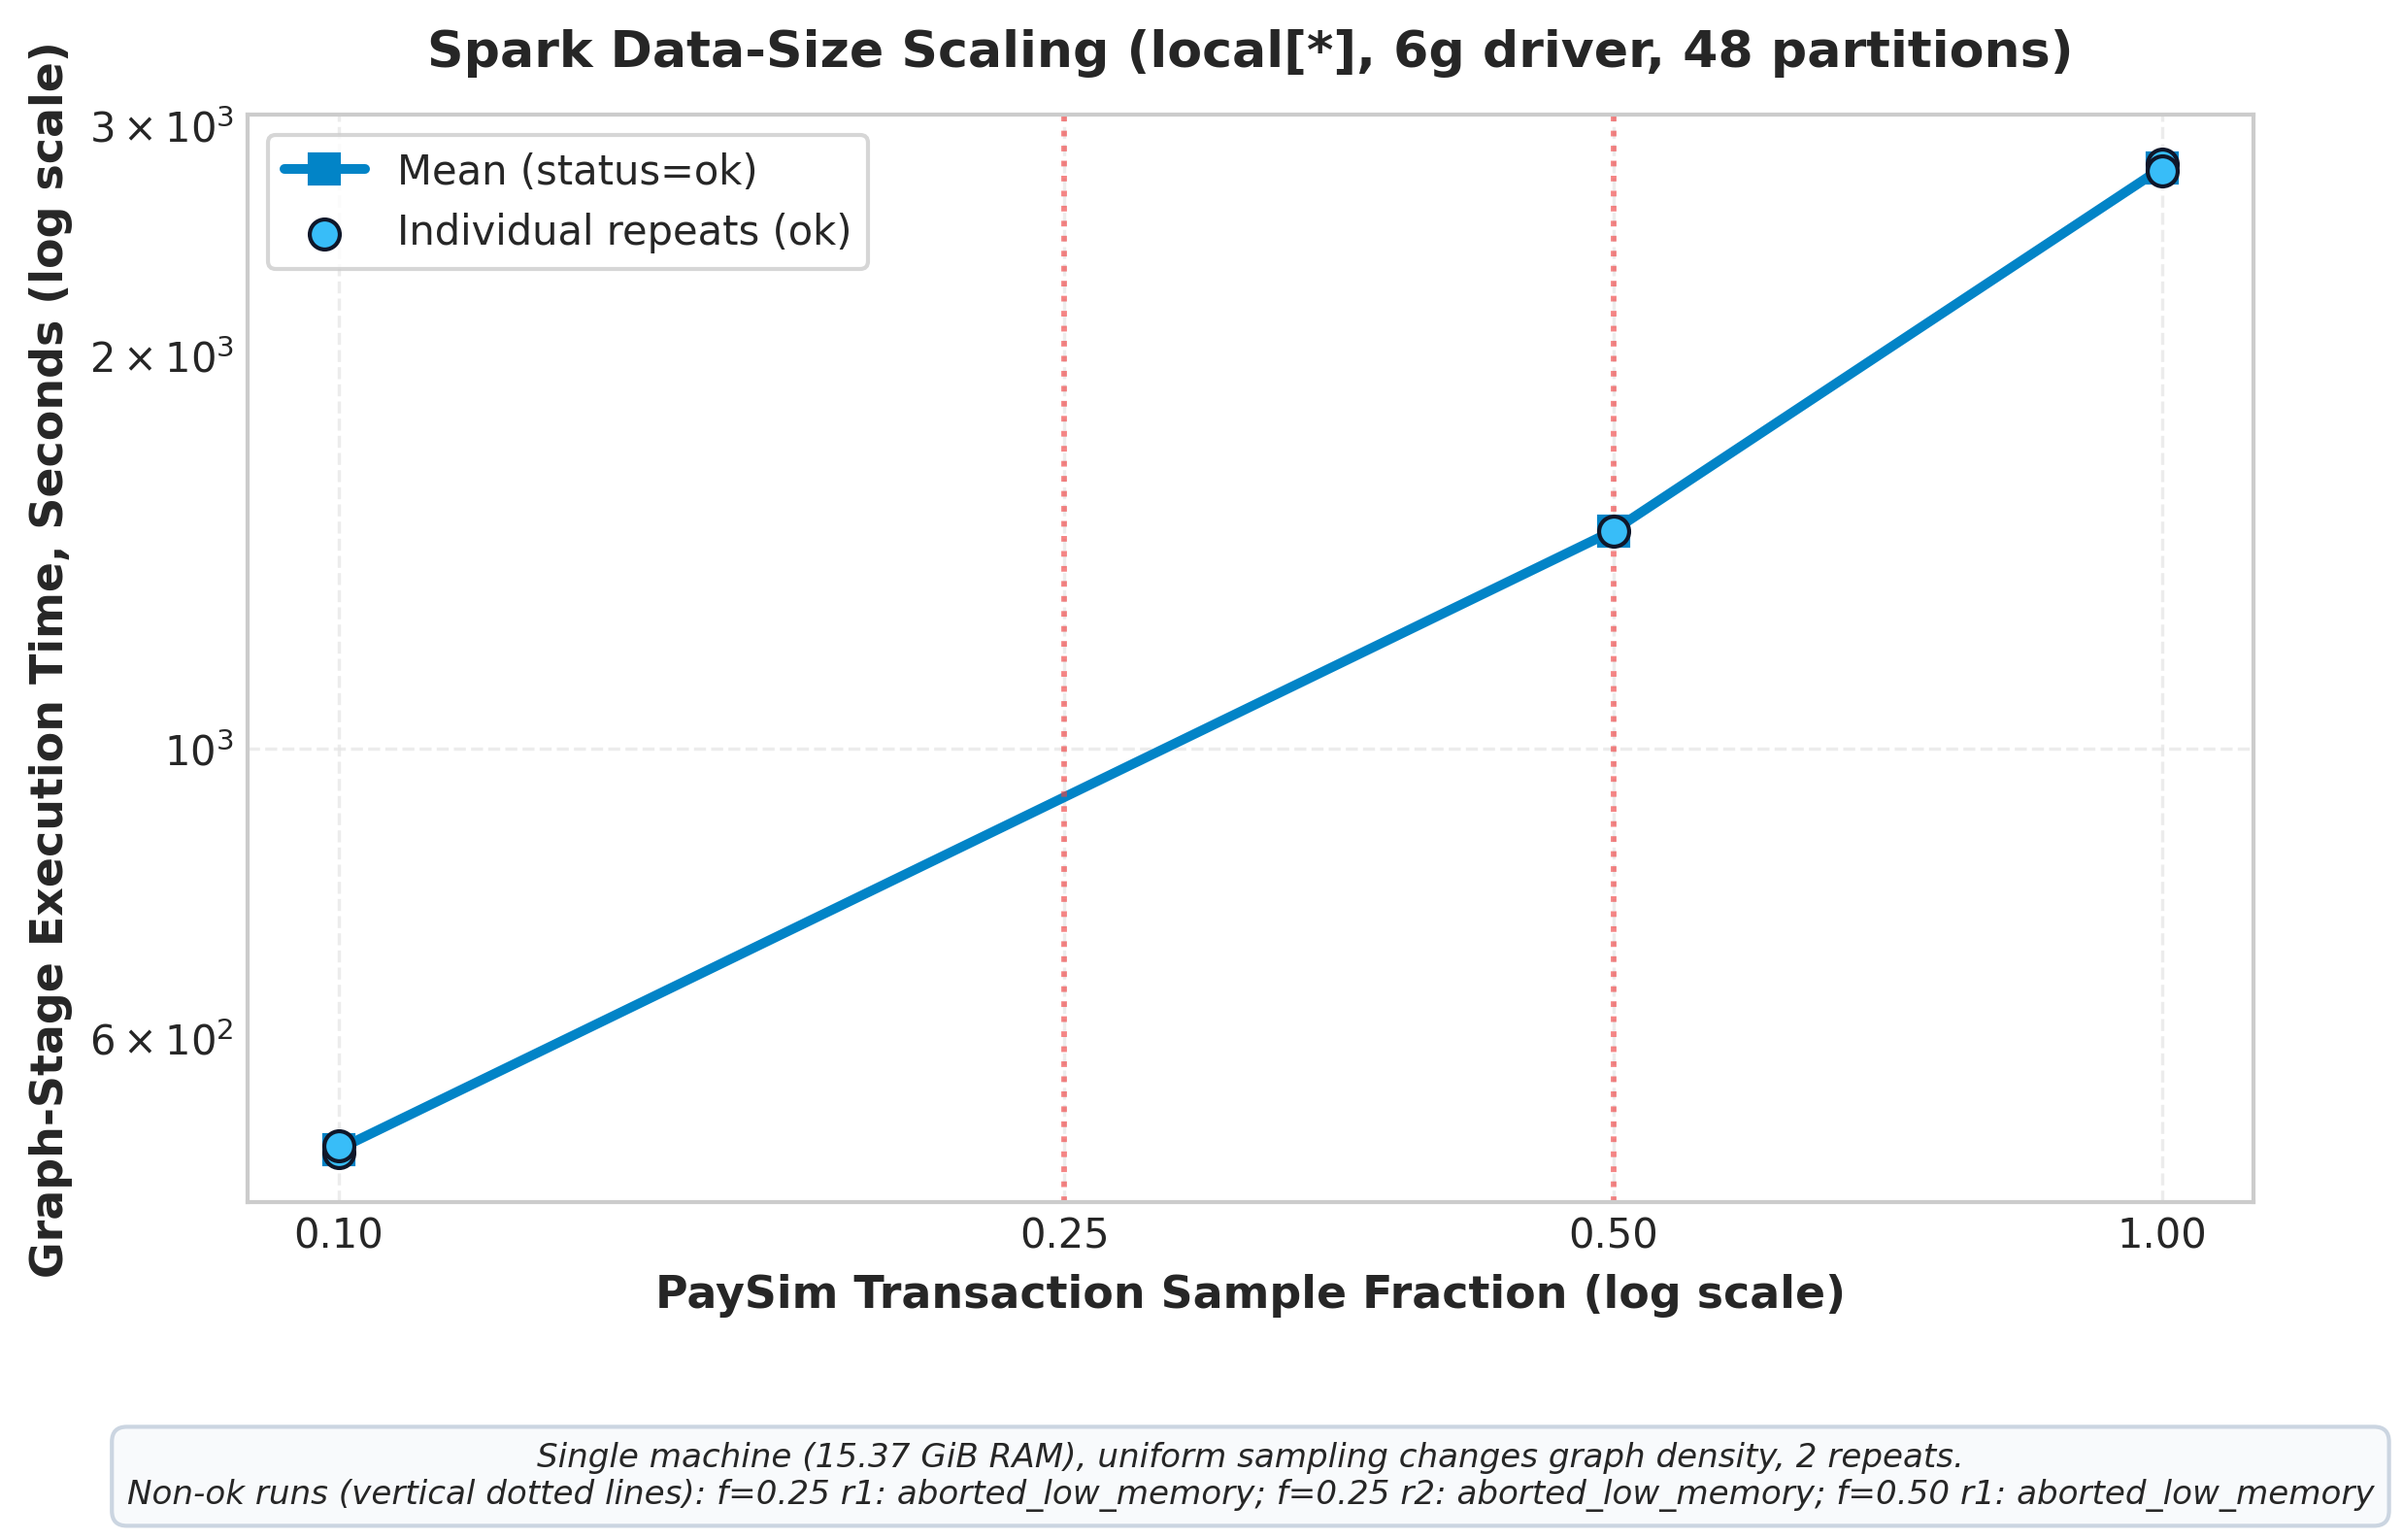 Spark Data-Size Scaling (local[*], 6g driver, 48 partitions)
Graph-Stage Execution Time, Seconds (log scale)
3 × 10³
2 × 10³
10³
6 × 10²
Mean (status=ok)
Individual repeats (ok)
0.10 0.25 0.50 1.00
PaySim Transaction Sample Fraction (log scale)
Single machine (15.37 GiB RAM), uniform sampling changes graph density, 2 repeats.
Non-ok runs (vertical dotted lines): f=0.25 r1: aborted_low_memory; f=0.25 r2: aborted_low_memory; f=0.50 r1: aborted_low_memory